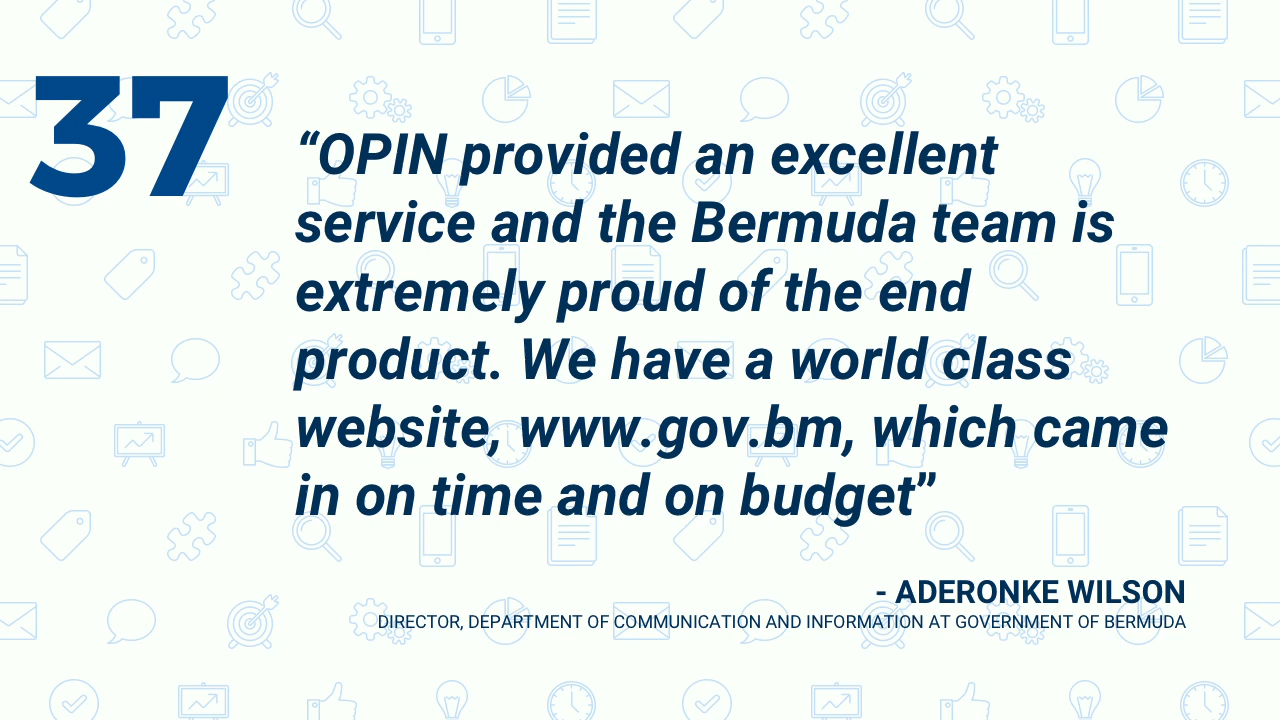 37
“OPIN provided an excellent
service and the Bermuda team is
extremely proud of the end
product. We have a world class
website, www.gov.bm, which came
in on time and on budget”
- ADERONKE WILSON
DIRECTOR, DEPARTMENT OF COMMUNICATION AND INFORMATION AT GOVERNMENT OF BERMUDA